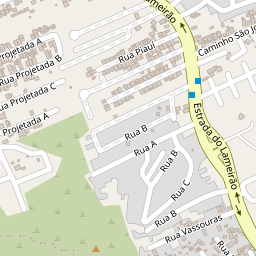 Lameirão
Projetada A
Rua Piauí
Caminho São Jo
Rua Projetada B
Projetada C
Projetada A
Estrada do Lameirão
Rua B
Rua A
Rua B
Rua C
Rua B
Rua Vassouras